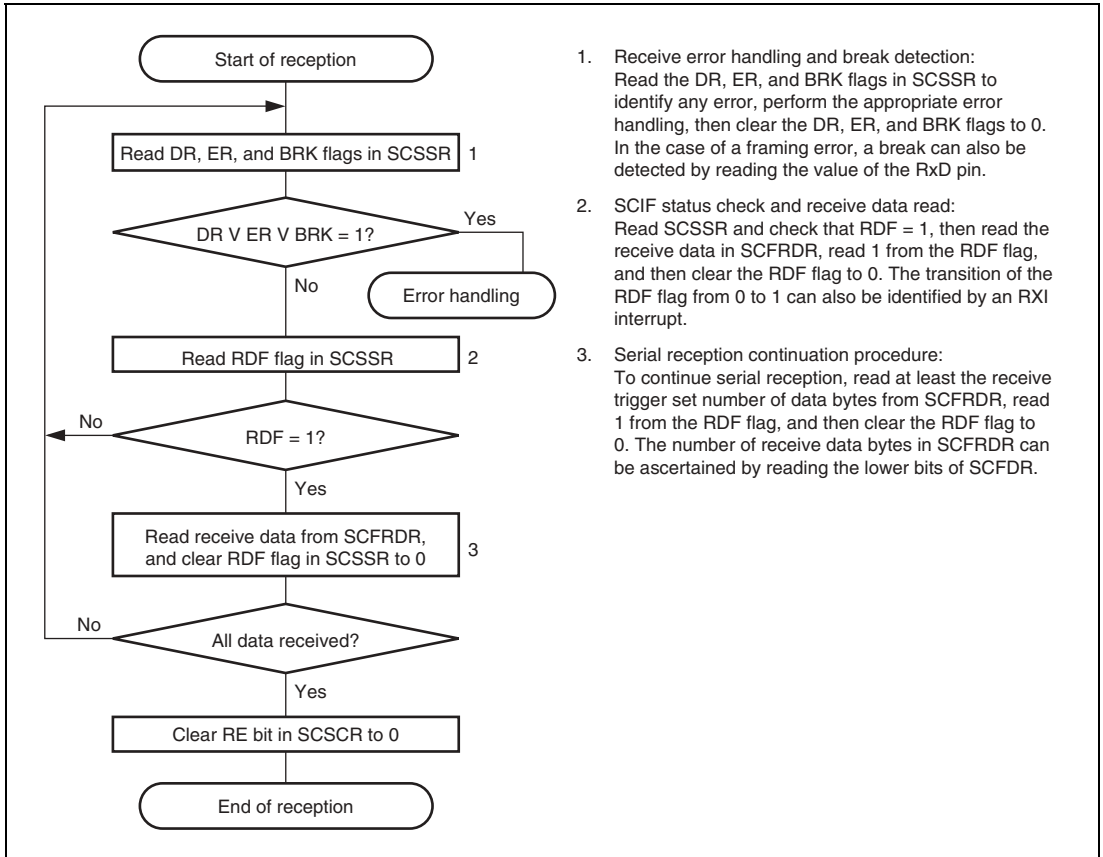 Start of reception
Read DR, ER, and BRK flags in SCSSR 1
DR V ER V BRK = 1?
Yes
No
Error handling
Read RDF flag in SCSSR 2
No
RDF = 1?
Yes
Read receive data from SCFRDR,
and clear RDF flag in SCSSR to 0
3
No
All data received?
Yes
Clear RE bit in SCSCR to 0
End of reception
1. Receive error handling and break detection:
Read the DR, ER, and BRK flags in SCSSR to
identify any error, perform the appropriate error
handling, then clear the DR, ER, and BRK flags to 0.
In the case of a framing error, a break can also be
detected by reading the value of the RxD pin.
2. SCIF status check and receive data read:
Read SCSSR and check that RDF = 1, then read the
receive data in SCFRDR, read 1 from the RDF flag,
and then clear the RDF flag to 0. The transition of the
RDF flag from 0 to 1 can also be identified by an RXI
interrupt.
3. Serial reception continuation procedure:
To continue serial reception, read at least the receive
trigger set number of data bytes from SCFRDR, read
1 from the RDF flag, and then clear the RDF flag to
0. The number of receive data bytes in SCFRDR can
be ascertained by reading the lower bits of SCFDR.